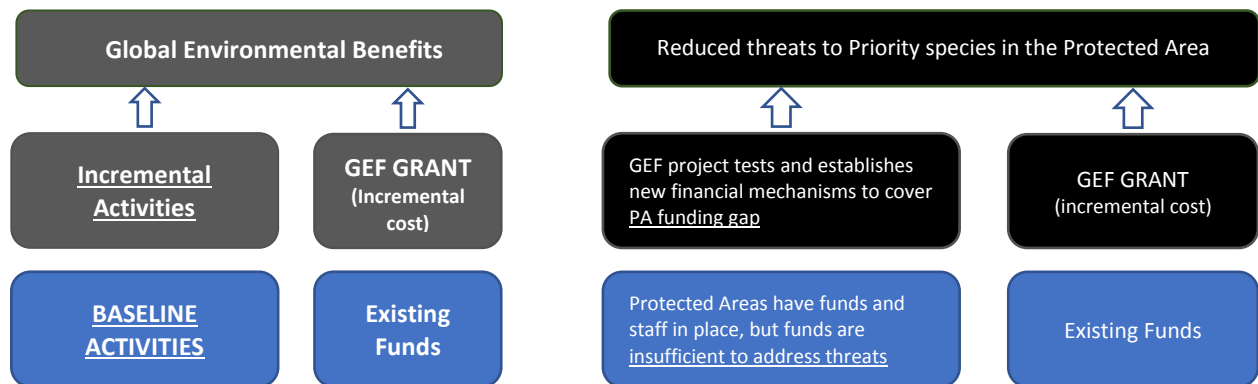 Global Environmental Benefits
Incremental
Activities
GEF GRANT
(Incremental
cost)
BASELINE
ACTIVITIES
Existing
Funds
Reduced threats to Priority species in the Protected Area
GEF project tests and establishes
new financial mechanisms to cover
PA funding gap
GEF GRANT
(incremental cost)
Protected Areas have funds and
staff in place, but funds are
insufficient to address threats
Existing Funds